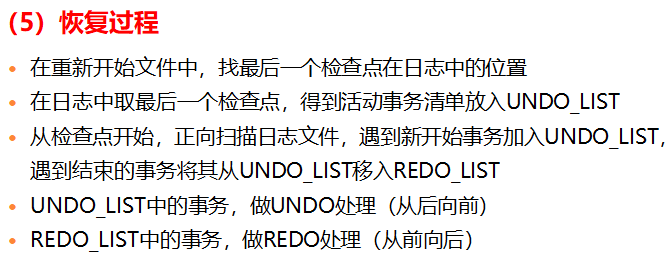 （5）恢复过程
• 在重新开始文件中，找最后一个检查点在日志中的位置
• 在日志中取最后一个检查点，得到活动事务清单放入UNDO_LIST
• 从检查点开始，正向扫描日志文件，遇到新开始事务加入UNDO_LIST，
遇到结束的事务将其从UNDO_LIST移入REDO_LIST
• UNDO_LIST中的事务，做UNDO处理（从后向前）
• REDO_LIST中的事务，做REDO处理（从前向后）